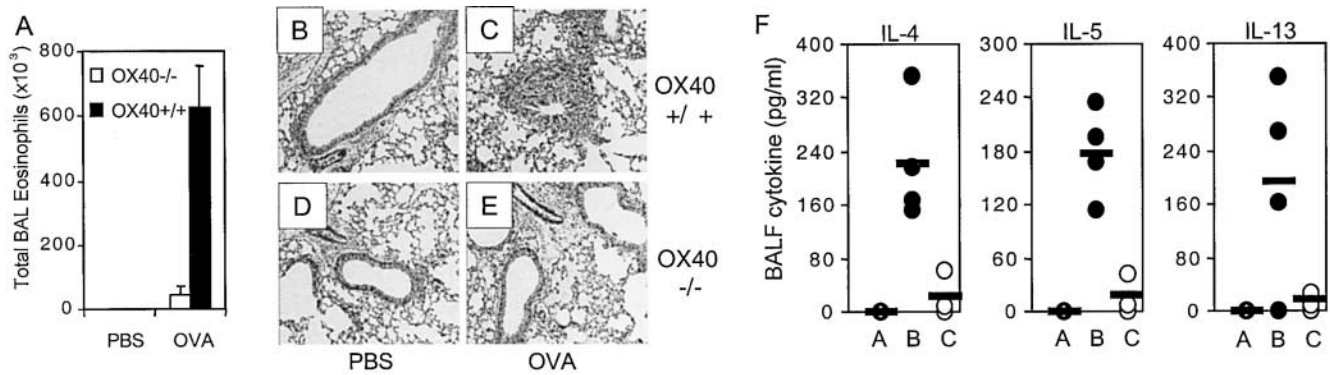 A
Total BAL Eosinophils (x10³)
800
600
400
200
0
OX40-/-
OX40+/+
PBS OVA
B
C
D
E
OX40
+/ +
OX40
-/-
PBS
OVA
F
BALF cytokine (pg/ml)
IL-4
400
320
240
160
80
0
A B C
IL-5
300
240
180
120
60
0
A B C
IL-13
400
320
240
160
80
0
A B C